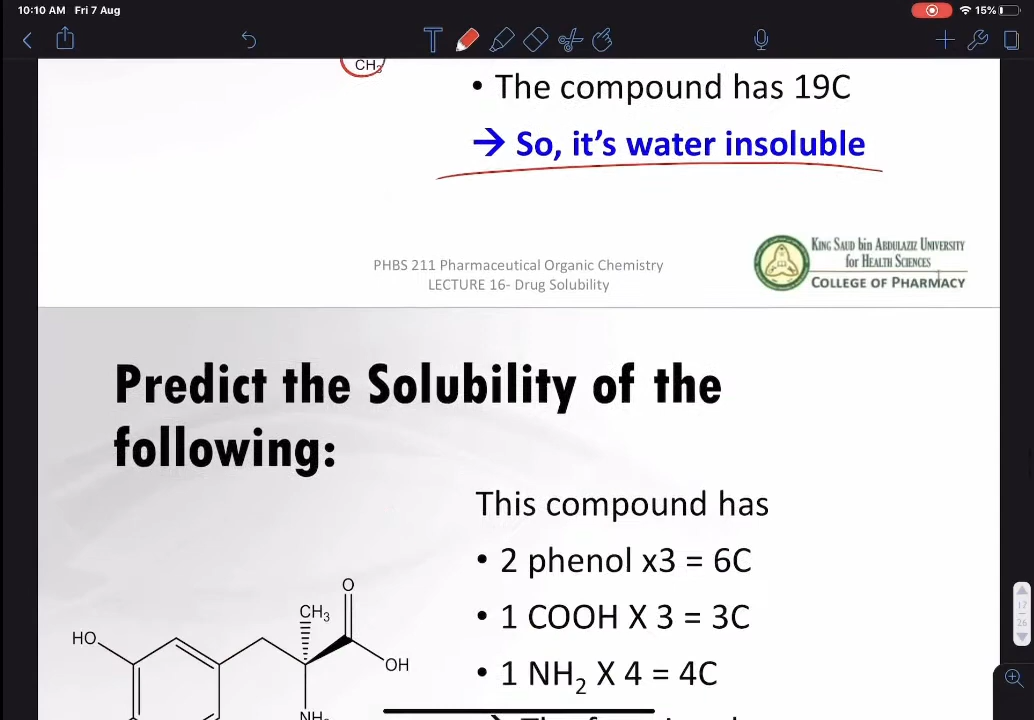 10:10 AM Fri 7 Aug
15%
CH3
• The compound has 19C
→ So, it's water insoluble
PHBS 211 Pharmaceutical Organic Chemistry
LECTURE 16- Drug Solubility
KING SAUD bin ABDULAZIZ UNIVERSITY
for HEALTH SCIENCES
COLLEGE OF PHARMACY
Predict the Solubility of the
following:
This compound has
• 2 phenol x3 = 6C
• 1 COOH X 3 = 3C
• 1 NH2 X 4 = 4C
O
CH3
HO
OH
NH
17
26